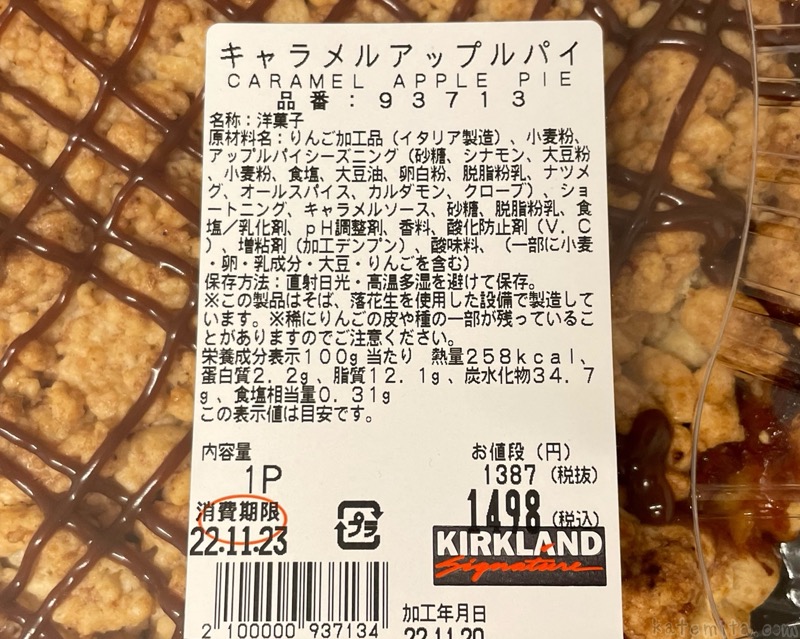 キャラメルアップルパイ
CARAMEL APPLE PIE
品番:93713
名称:洋菓子
原材料名:りんご加工品(イタリア製造)、小麦粉、
アップルパイシーズニング(砂糖、シナモン、大豆粉
、小麦粉、食塩、大豆油、卵白粉、脱脂粉乳、ナツメ
グ、オールスパイス、カルダモン、クローブ)、ショ
ートニング、キャラメルソース、砂糖、脱脂粉乳、食
塩/乳化剤、pH調整剤、香料、酸化防止剤(V.C
)、増粘剤(加工デンプン)、酸味料、(一部に小麦
・卵・乳成分・大豆・りんごを含む)
保存方法:直射日光・高温多湿を避けて保存。
※この製品はそば、落花生を使用した設備で製造して
います。※稀にりんごの皮や種の一部が残っているこ
とがありますのでご注意ください。
栄養成分表示100g当たり 熱量258kcal、
蛋白質2.2g、脂質12.1g、炭水化物34.7
g、食塩相当量0.31g
この表示値は目安です。
内容量 お値段(円)
1P 1387(税抜)
消費期限 1498(税込)
22.11.23 プラ KIRKLAND
Signature
加工年月日
2 100000 937134 22.11.20
katemita.com